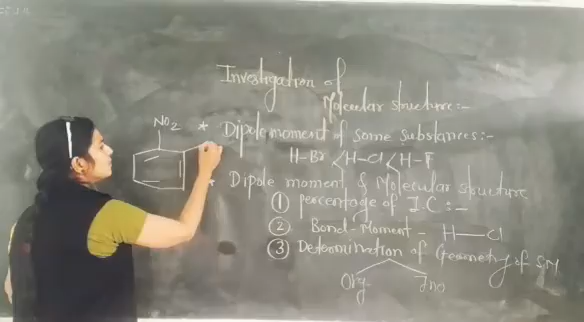 Investigation of
Molecular structure:-
NO2
* Dipole moment of some substances:-
H-Br < H-Cl < H-F
* Dipole moment & Molecular structure
① percentage of I.C:-
② Bond-Moment - H—Cl
③ Determination of Geometry of SM
Org. Ino